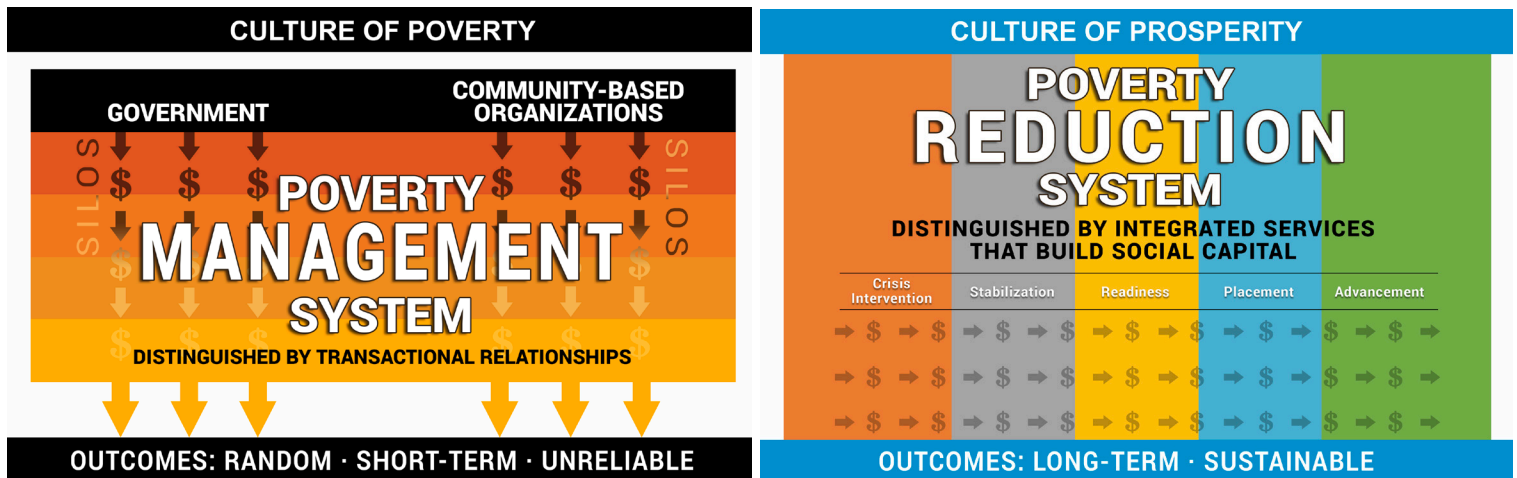 CULTURE OF POVERTY
GOVERNMENT
COMMUNITY-BASED
ORGANIZATIONS
SILOS
SILOS
$ $ $ $ $ $
POVERTY
MANAGEMENT
$ $
SYSTEM
$ $ $ $
DISTINGUISHED BY TRANSACTIONAL RELATIONSHIPS
OUTCOMES: RANDOM · SHORT-TERM · UNRELIABLE
CULTURE OF PROSPERITY
POVERTY
REDUCTION
SYSTEM
DISTINGUISHED BY INTEGRATED SERVICES
THAT BUILD SOCIAL CAPITAL
Crisis
Intervention
Stabilization
Readiness
Placement
Advancement
$ $ $ $ $ $ $ $ $
$ $ $ $ $ $ $ $ $
$ $ $ $ $ $ $ $ $
OUTCOMES: LONG-TERM · SUSTAINABLE